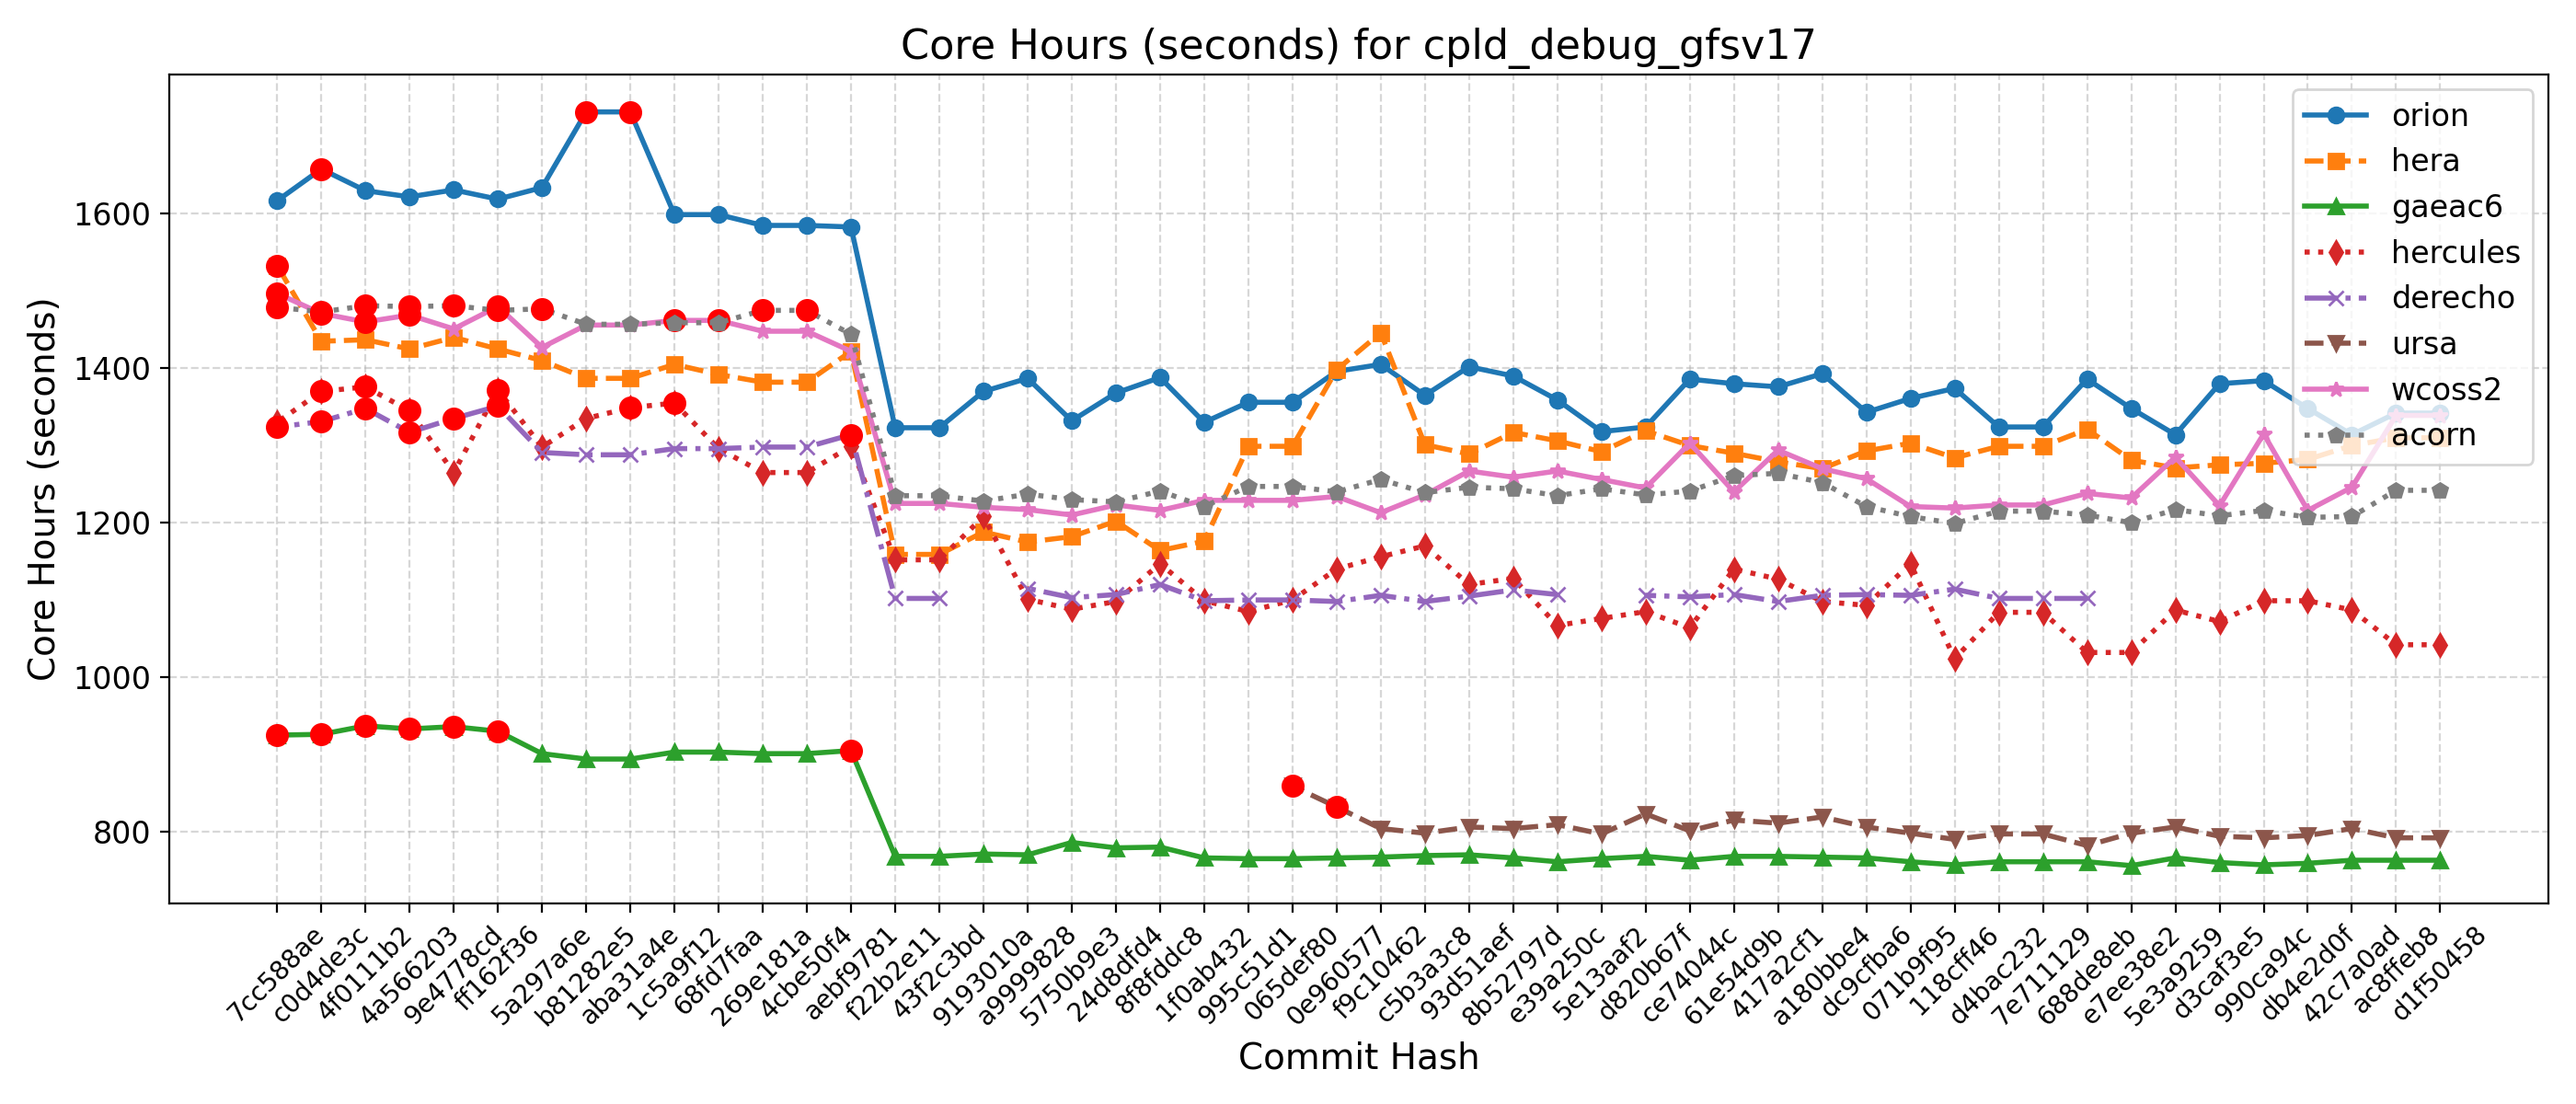 Core Hours (seconds) for cpld_debug_gfsv17
Core Hours (seconds)
1600
1400
1200
1000
800
orion
hera
gaeac6
hercules
derecho
ursa
wcoss2
acorn
7cc588ae
c0d4de3c
4f0111b2
4a566203
9e4778cd
ff162f36
5a297a6e
b81282e5
aba31a4e
1c5a9f12
68fd7faa
269e181a
4cbe50f4
aebf9781
f22b2e11
43f2c3bd
9193010a
a9999828
5750b9e3
24d8dfd4
8f8fddc8
1f0ab432
995c51d1
065def80
0e960577
f9c10462
c5b3a3c8
93d51aef
8b52797d
e39a250c
5e13aaf2
d820b67f
ce74044c
61e54d9b
417a2cf1
a180bbe4
dc9cfba6
071b9f95
118cff46
d4bac232
7e711129
688de8eb
e7ee38e2
5e3a9259
d3caf3e5
990ca94c
db4e2d0f
42c7a0ad
ac8ffeb8
d1f50458
Commit Hash